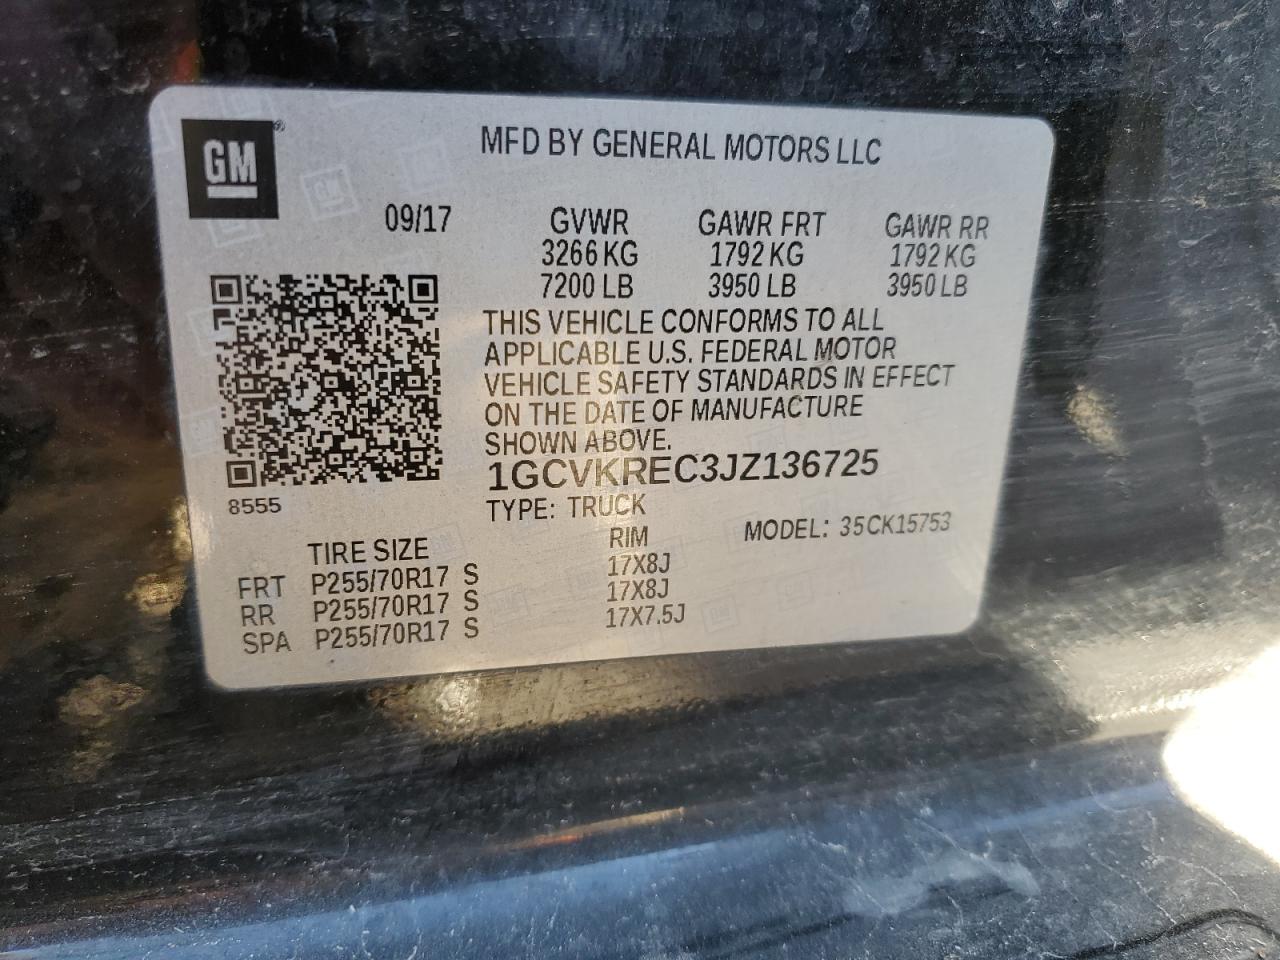 GM®
MFD BY GENERAL MOTORS LLC
09/17 GVWR GAWR FRT GAWR RR
3266 KG 1792 KG 1792 KG
7200 LB 3950 LB 3950 LB
THIS VEHICLE CONFORMS TO ALL
APPLICABLE U.S. FEDERAL MOTOR
VEHICLE SAFETY STANDARDS IN EFFECT
ON THE DATE OF MANUFACTURE
SHOWN ABOVE.
1GCVKREC3JZ136725
8555
TYPE: TRUCK
MODEL: 35CK15753
TIRE SIZE RIM
FRT P255/70R17 S 17X8J
RR P255/70R17 S 17X8J
SPA P255/70R17 S 17X7.5J